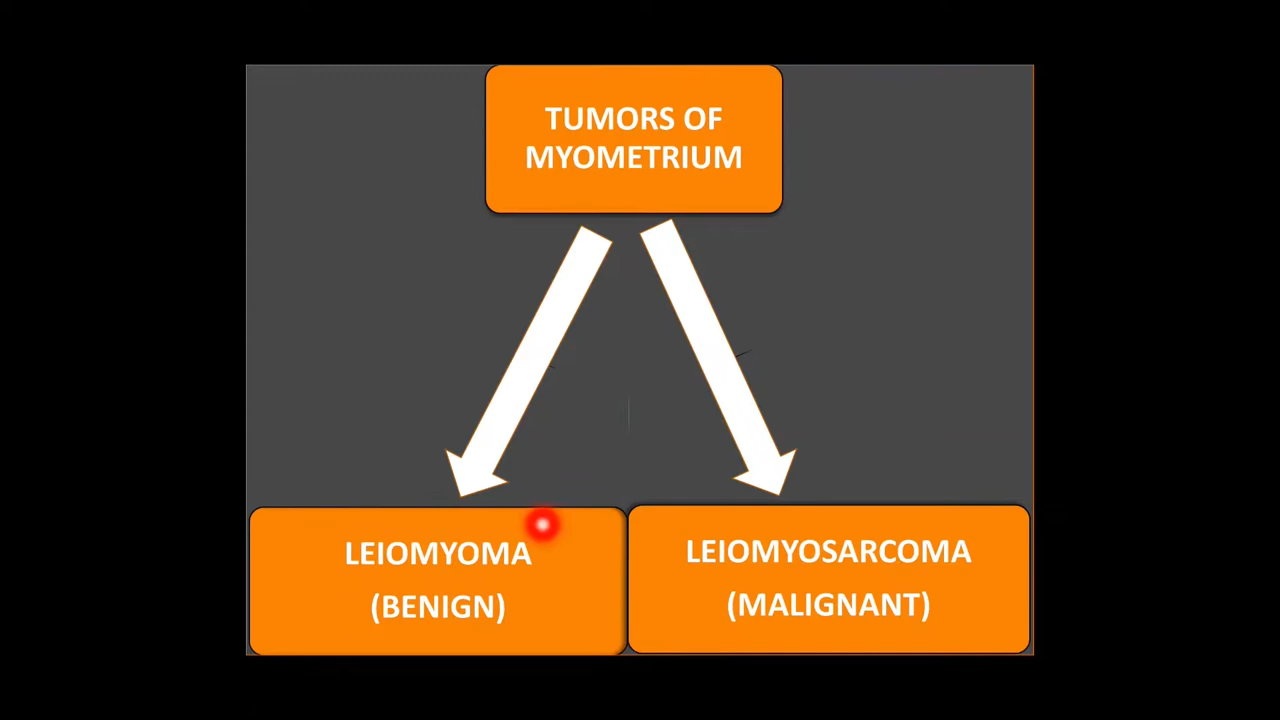 TUMORS OF
MYOMETRIUM
LEIOMYOMA
(BENIGN)
LEIOMYOSARCOMA
(MALIGNANT)